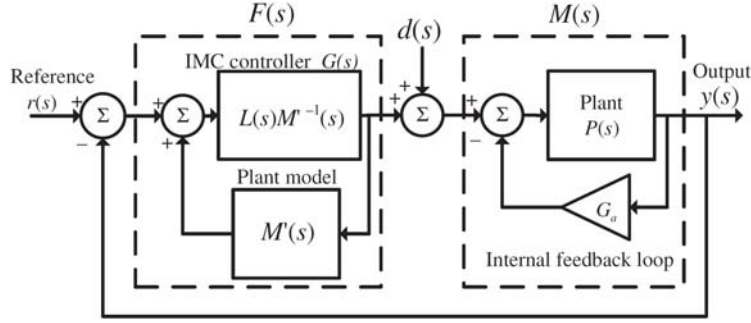 F(s)
M(s)
d(s)
IMC controller G(s)
Reference
r(s)
Output
y(s)
+
Σ
−
+
Σ
+
L(s)M'⁻¹(s)
+
+
Σ
+
Σ
−
Plant
P(s)
Plant model
M'(s)
Gₐ
Internal feedback loop